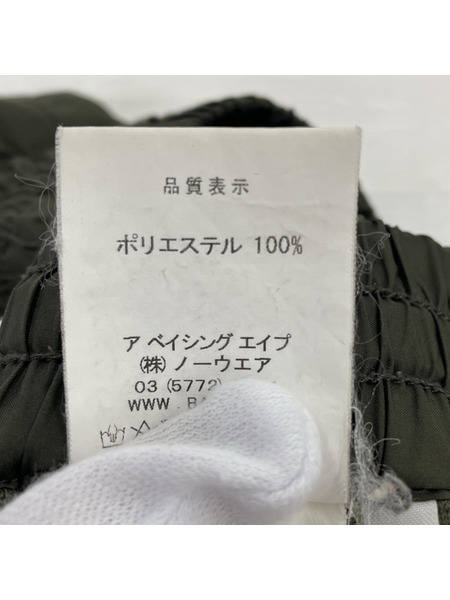 品質表示
ポリエステル 100%
ア ベイシング エイプ
(株) ノーウエア
03 (5772)
WWW .